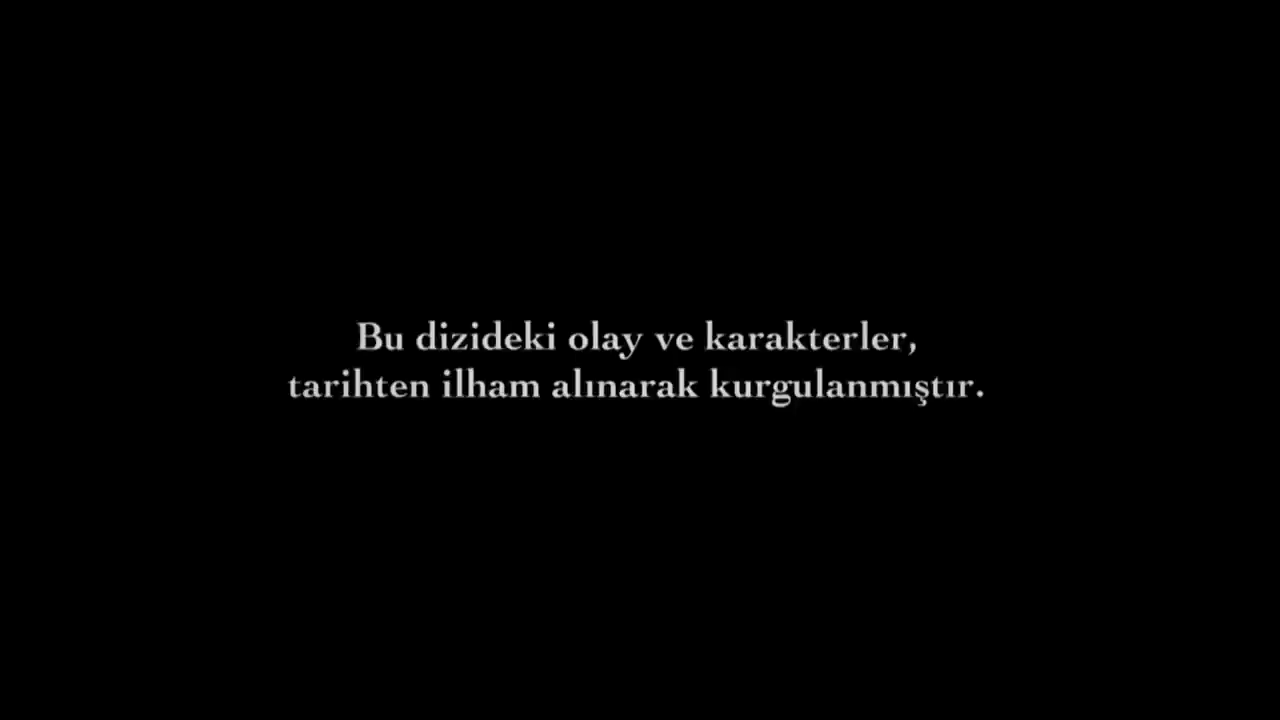 Bu dizideki olay ve karakterler,
tarihten ilham alınarak kurgulanmıştır.